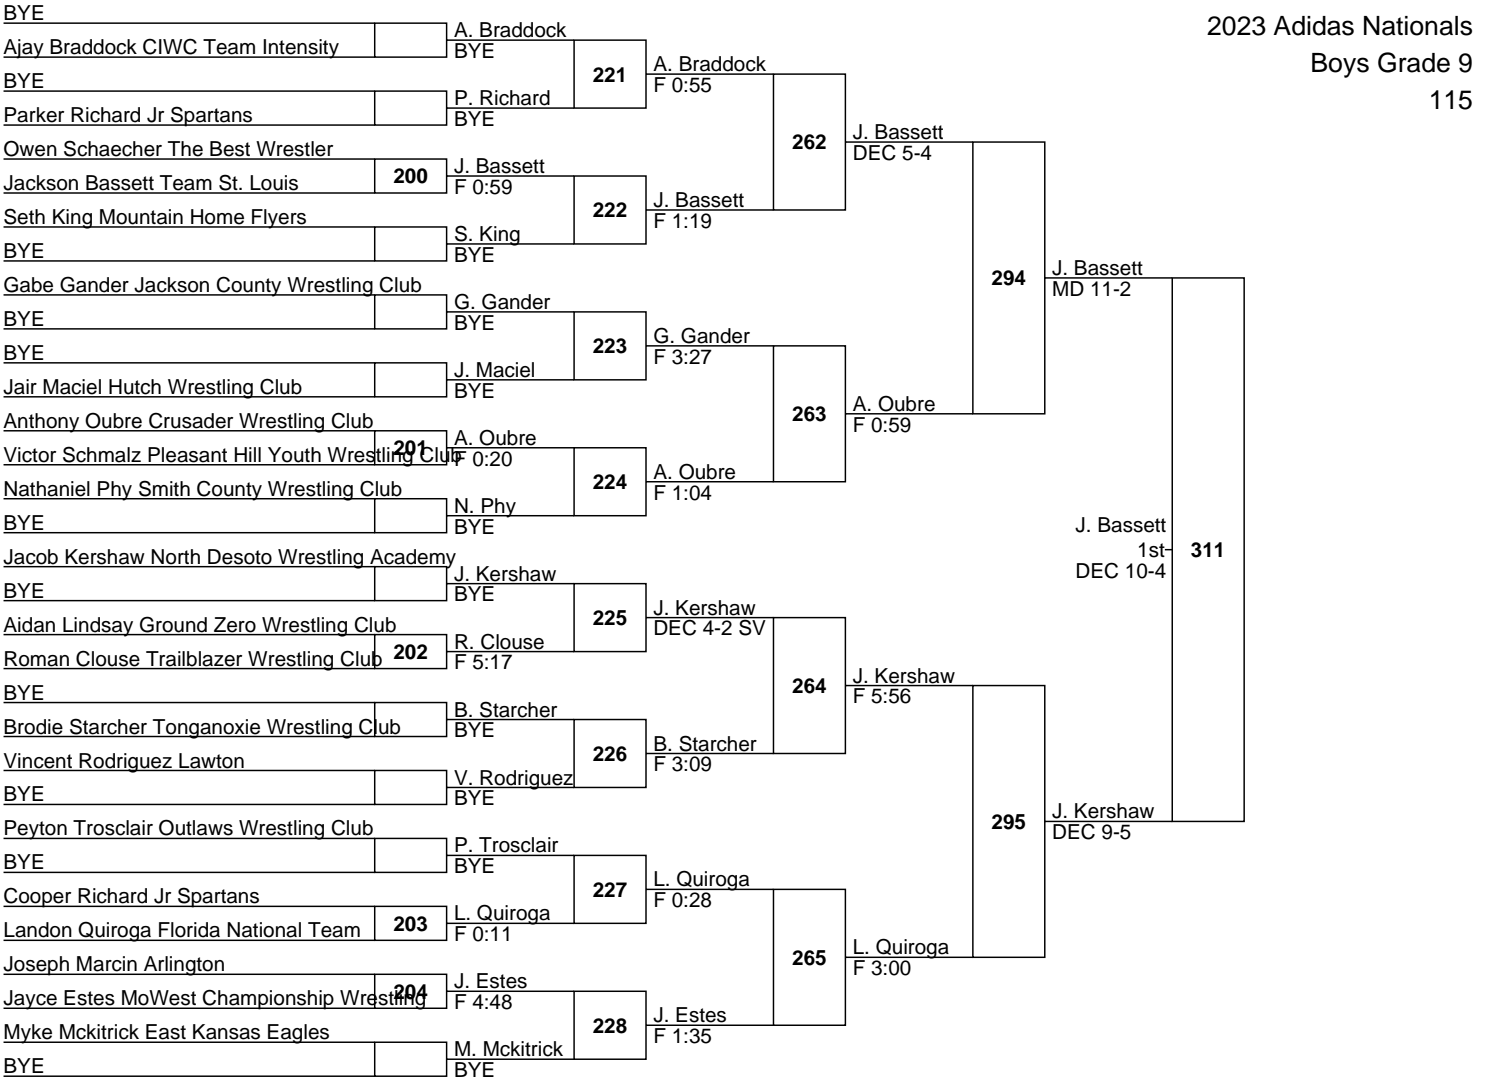 2023 Adidas Nationals
Boys Grade 9
115
BYE
Ajay Braddock CIWC Team Intensity
BYE
Parker Richard Jr Spartans
Owen Schaecher The Best Wrestler
Jackson Bassett Team St. Louis
Seth King Mountain Home Flyers
BYE
Gabe Gander Jackson County Wrestling Club
BYE
BYE
Jair Maciel Hutch Wrestling Club
Anthony Oubre Crusader Wrestling Club
Victor Schmalz Pleasant Hill Youth Wrestling Club
Nathaniel Phy Smith County Wrestling Club
BYE
Jacob Kershaw North Desoto Wrestling Academy
BYE
Aidan Lindsay Ground Zero Wrestling Club
Roman Clouse Trailblazer Wrestling Club
BYE
Brodie Starcher Tonganoxie Wrestling Club
Vincent Rodriguez Lawton
BYE
Peyton Trosclair Outlaws Wrestling Club
BYE
Cooper Richard Jr Spartans
Landon Quiroga Florida National Team
Joseph Marcin Arlington
Jayce Estes MoWest Championship Wrestling
Myke Mckitrick East Kansas Eagles
BYE
200
201
202
203
204
A. Braddock
BYE
P. Richard
BYE
J. Bassett
F 0:59
S. King
BYE
G. Gander
BYE
J. Maciel
BYE
A. Oubre
F 0:20
N. Phy
BYE
J. Kershaw
BYE
R. Clouse
F 5:17
B. Starcher
BYE
V. Rodriguez
BYE
P. Trosclair
BYE
L. Quiroga
F 0:11
J. Estes
F 4:48
M. Mckitrick
BYE
221
222
223
224
225
226
227
228
A. Braddock
F 0:55
J. Bassett
F 1:19
G. Gander
F 3:27
A. Oubre
F 1:04
J. Kershaw
DEC 4-2 SV
B. Starcher
F 3:09
L. Quiroga
F 0:28
J. Estes
F 1:35
262
263
264
265
J. Bassett
DEC 5-4
A. Oubre
F 0:59
J. Kershaw
F 5:56
L. Quiroga
F 3:00
294
295
J. Bassett
MD 11-2
J. Kershaw
DEC 9-5
J. Bassett
1st
DEC 10-4
311